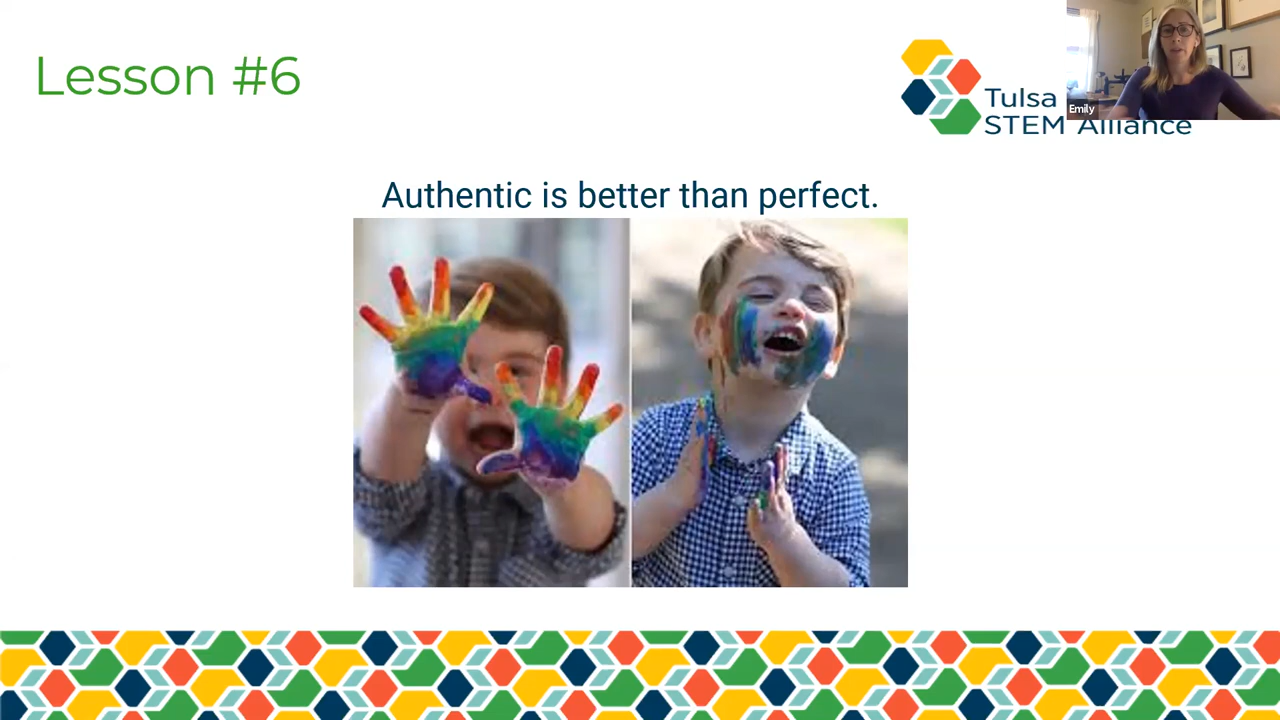 Lesson #6
Tulsa
STEM Alliance
Emily
Authentic is better than perfect.